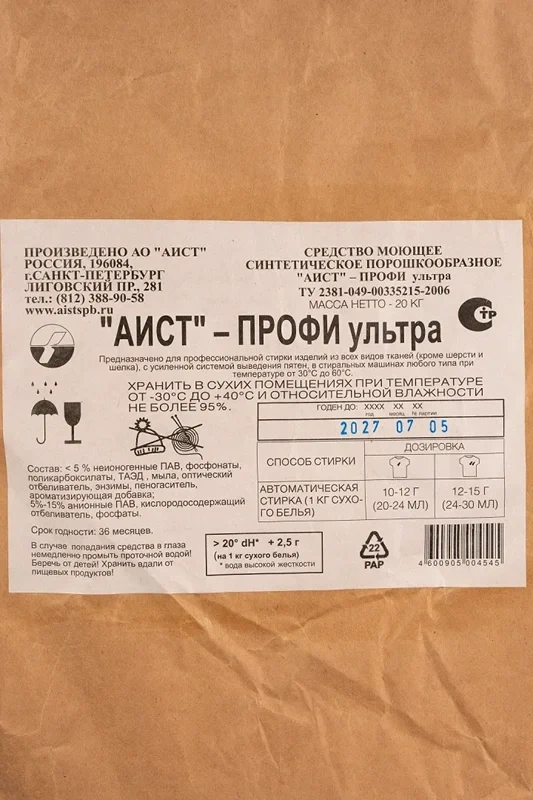 ПРОИЗВЕДЕНО АО "АИСТ"
РОССИЯ, 196084,
г.САНКТ-ПЕТЕРБУРГ
ЛИГОВСКИЙ ПР., 281
тел.: (812) 388-90-58
www.aistspb.ru
СРЕДСТВО МОЮЩЕЕ
СИНТЕТИЧЕСКОЕ ПОРОШКООБРАЗНОЕ
"АИСТ" – ПРОФИ ультра
ТУ 2381-049-00335215-2006
МАССА НЕТТО - 20 КГ
"АИСТ" – ПРОФИ ультра
Предназначено для профессиональной стирки изделий из всех видов тканей (кроме шерсти и
шелка), с усиленной системой выведения пятен, в стиральных машинах любого типа при
температуре от 30°С до 60°С.
ХРАНИТЬ В СУХИХ ПОМЕЩЕНИЯХ ПРИ ТЕМПЕРАТУРЕ
ОТ -30°С ДО +40°С И ОТНОСИТЕЛЬНОЙ ВЛАЖНОСТИ
НЕ БОЛЕЕ 95%.
ГОДЕН ДО: XXXX XX XX
год месяц № партии
2027 07 05
СПОСОБ СТИРКИ
ДОЗИРОВКА
АВТОМАТИЧЕСКАЯ
СТИРКА (1 КГ СУХО-
ГО БЕЛЬЯ)
10-12 Г
(20-24 МЛ)
12-15 Г
(24-30 МЛ)
Состав: < 5 % неионогенные ПАВ, фосфонаты,
поликарбоксилаты, ТАЭД , мыла, оптический
отбеливатель, энзимы, пеногаситель,
ароматизирующая добавка;
5%-15% анионные ПАВ, кислородосодержащий
отбеливатель, фосфаты.
Срок годности: 36 месяцев.
В случае попадания средства в глаза
немедленно промыть проточной водой!
Беречь от детей! Хранить вдали от
пищевых продуктов!
> 20° dH* + 2,5 г
(на 1 кг сухого белья)
* вода высокой жесткости
22
PAP
4 600905 004545